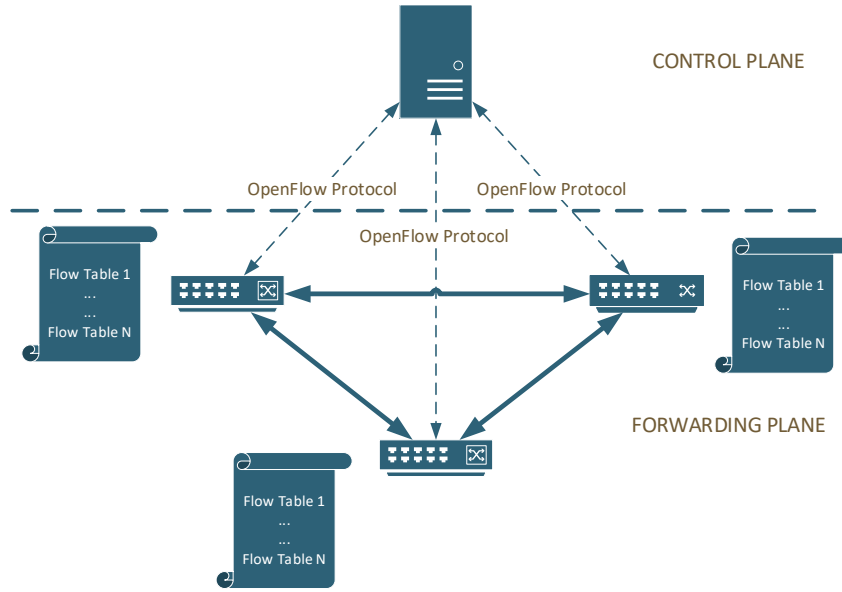 CONTROL PLANE
OpenFlow Protocol
OpenFlow Protocol
OpenFlow Protocol
Flow Table 1
...
...
Flow Table N
Flow Table 1
...
...
Flow Table N
FORWARDING PLANE
Flow Table 1
...
...
Flow Table N